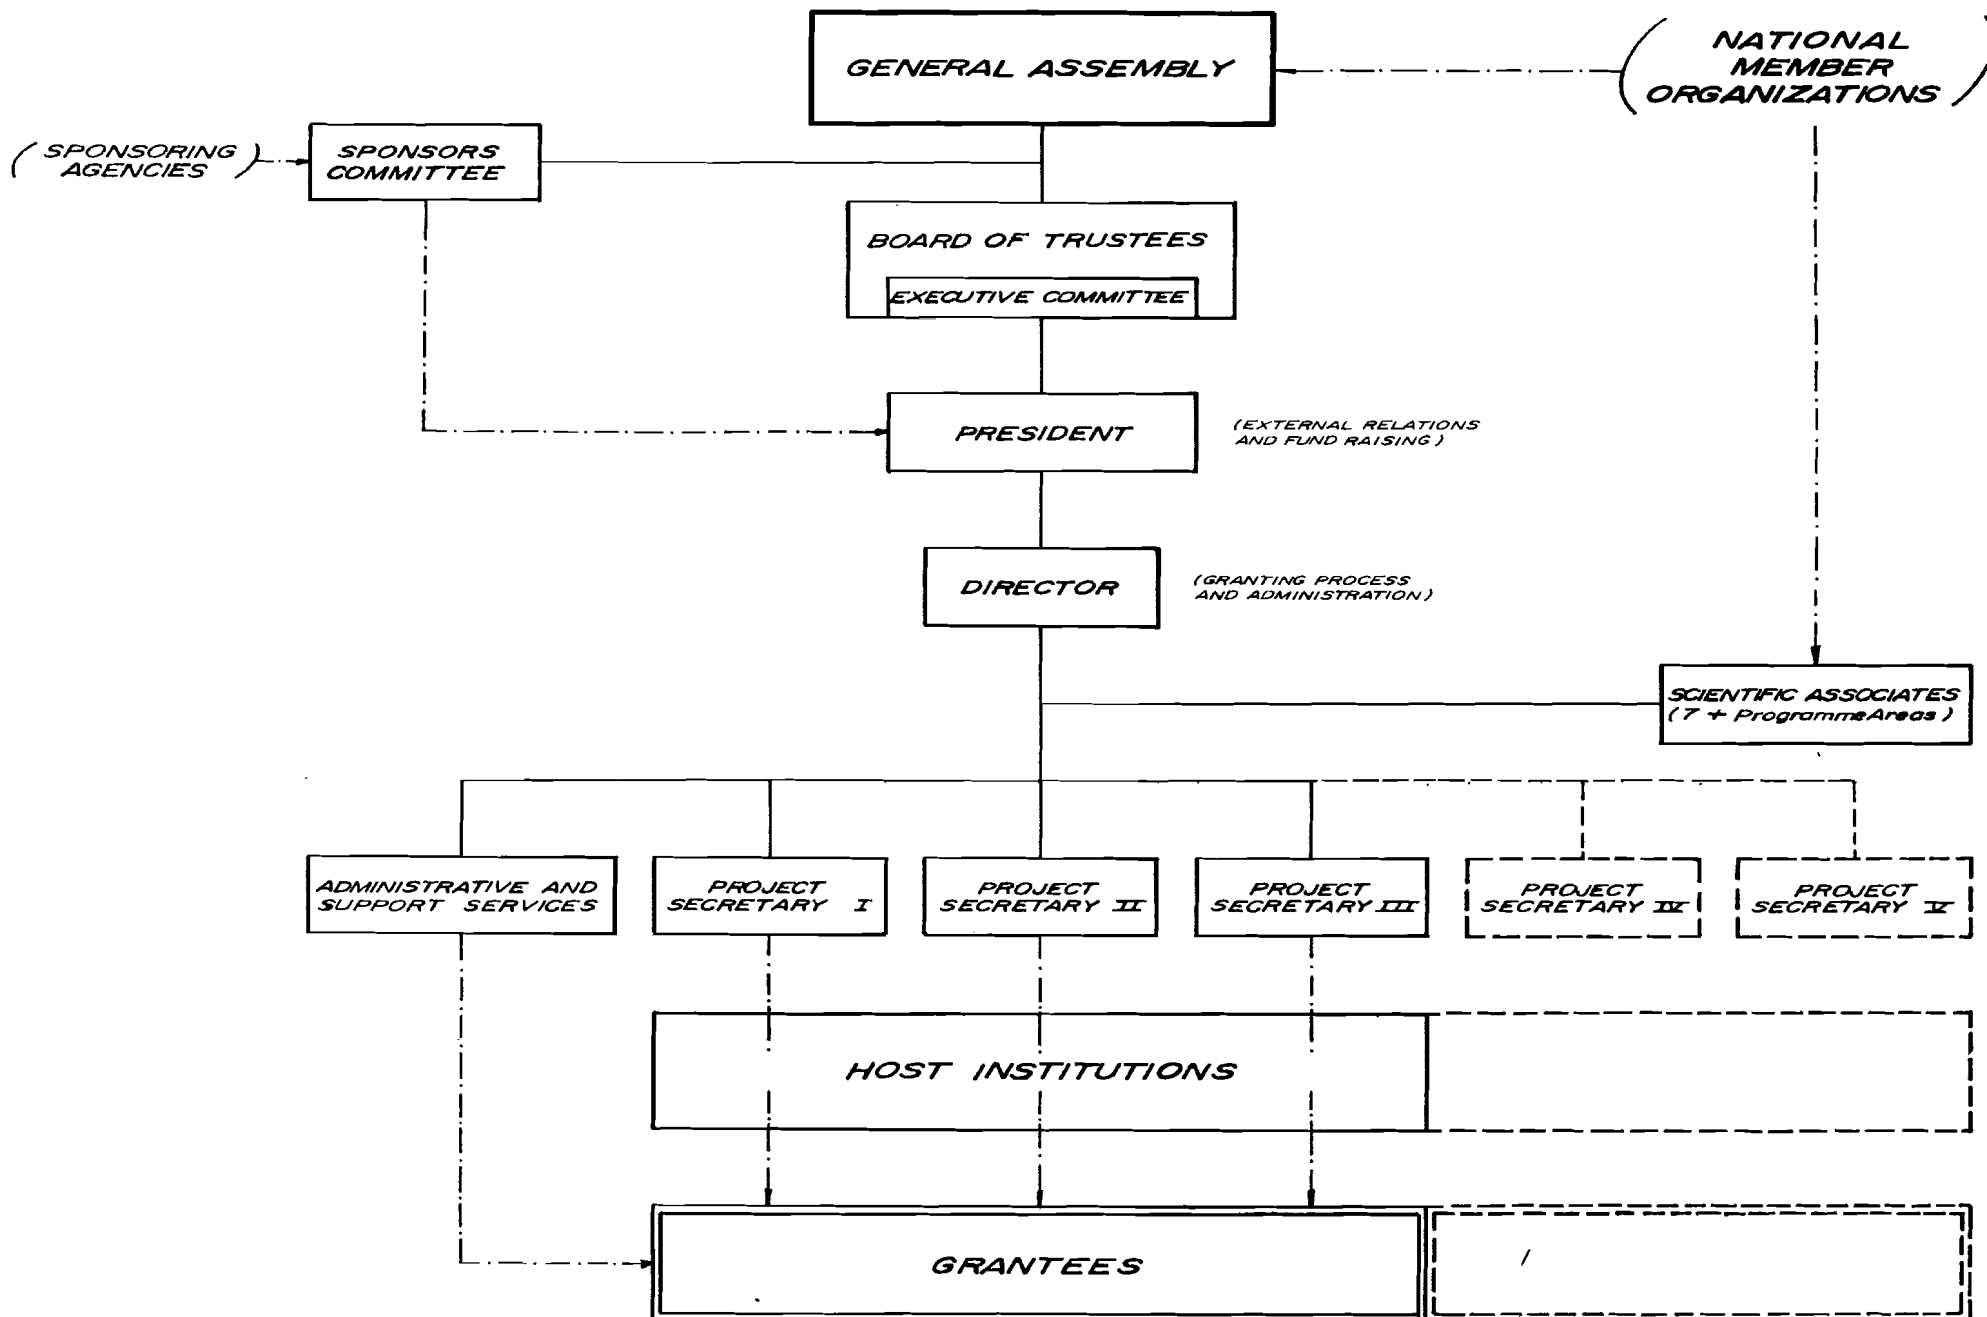 GENERAL ASSEMBLY
( NATIONAL
MEMBER
ORGANIZATIONS )
( SPONSORING
AGENCIES )
SPONSORS
COMMITTEE
BOARD OF TRUSTEES
EXECUTIVE COMMITTEE
PRESIDENT
(EXTERNAL RELATIONS
AND FUND RAISING)
DIRECTOR
(GRANTING PROCESS
AND ADMINISTRATION)
SCIENTIFIC ASSOCIATES
(7 + Programme Areas)
ADMINISTRATIVE AND
SUPPORT SERVICES
PROJECT
SECRETARY I
PROJECT
SECRETARY II
PROJECT
SECRETARY III
PROJECT
SECRETARY IV
PROJECT
SECRETARY V
HOST INSTITUTIONS
GRANTEES